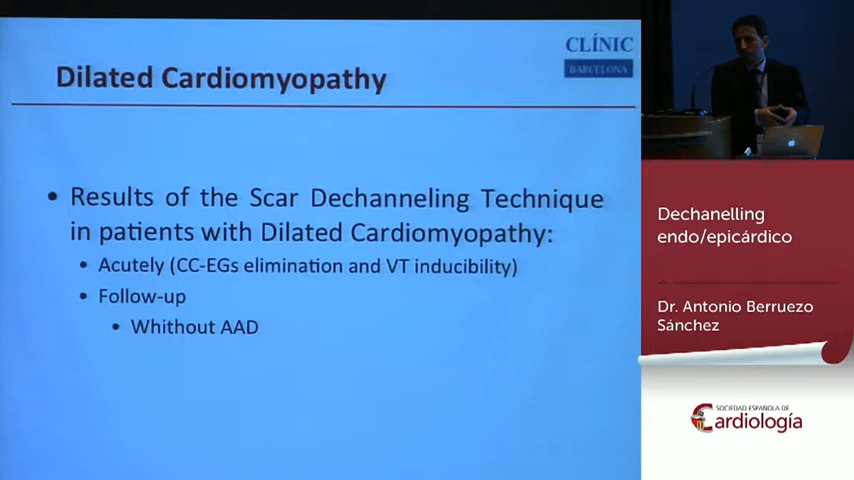 Dilated Cardiomyopathy
CLÍNIC
BARCELONA
• Results of the Scar Dechanneling Technique
in patients with Dilated Cardiomyopathy:
• Acutely (CC-EGs elimination and VT inducibility)
• Follow-up
• Whithout AAD
Dechanelling
endo/epicárdico
Dr. Antonio Berruezo
Sánchez
SOCIEDAD ESPAÑOLA DE
Cardiología